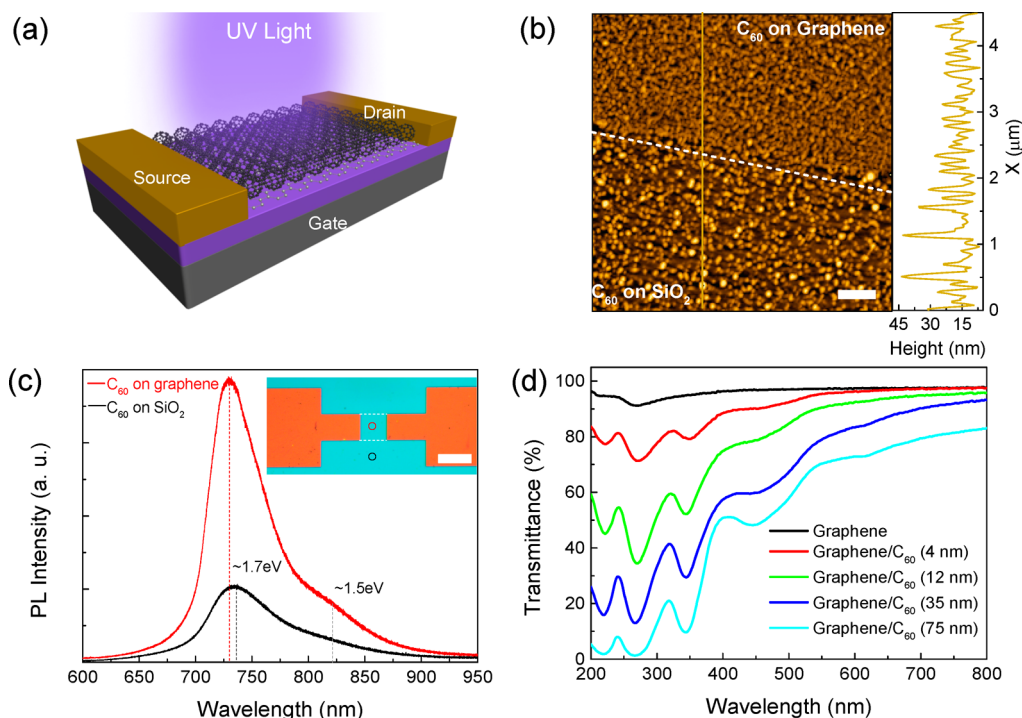 (a)
UV Light
Drain
Source
Gate
(b)
C60 on Graphene
C60 on SiO2
4
3
2
1
0
X (μm)
45 30 15
Height (nm)
(c)
C60 on graphene
C60 on SiO2
~1.7eV
~1.5eV
PL Intensity (a. u.)
600 650 700 750 800 850 900 950
Wavelength (nm)
(d)
100
80
60
40
20
0
Transmittance (%)
Graphene
Graphene/C60 (4 nm)
Graphene/C60 (12 nm)
Graphene/C60 (35 nm)
Graphene/C60 (75 nm)
200 300 400 500 600 700 800
Wavelength (nm)